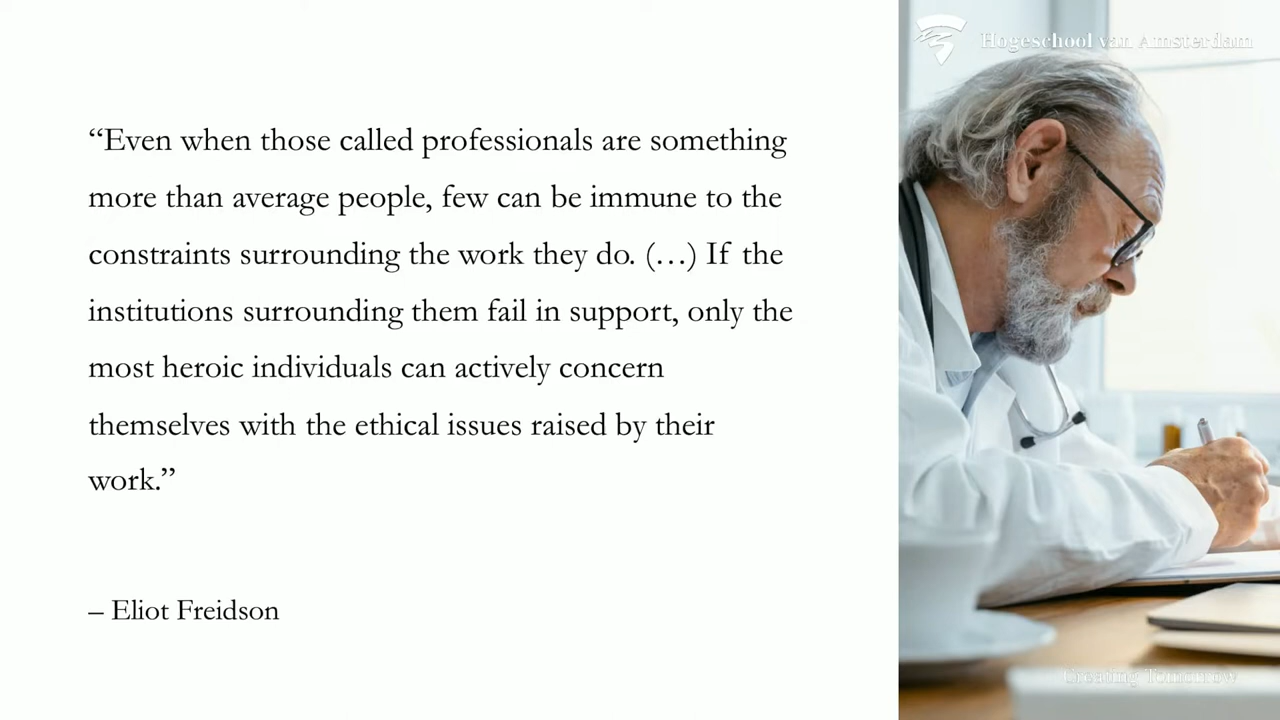 “Even when those called professionals are something
more than average people, few can be immune to the
constraints surrounding the work they do. (…) If the
institutions surrounding them fail in support, only the
most heroic individuals can actively concern
themselves with the ethical issues raised by their
work.”
– Eliot Freidson
Hogeschool van Amsterdam
Creating Tomorrow